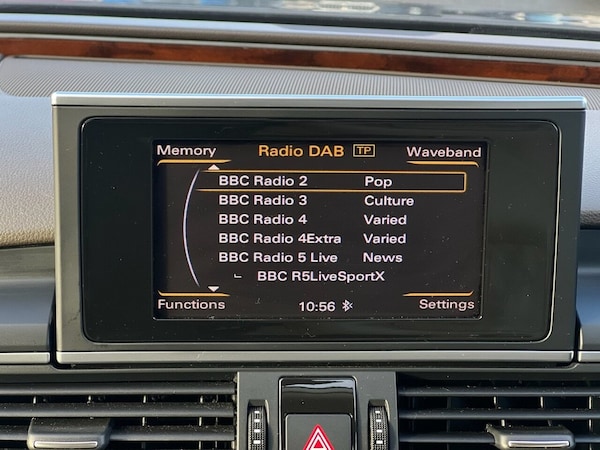 Memory Radio DAB TP Waveband
BBC Radio 2 Pop
BBC Radio 3 Culture
BBC Radio 4 Varied
BBC Radio 4Extra Varied
BBC Radio 5 Live News
BBC R5LiveSportX
Functions 10:56 Settings